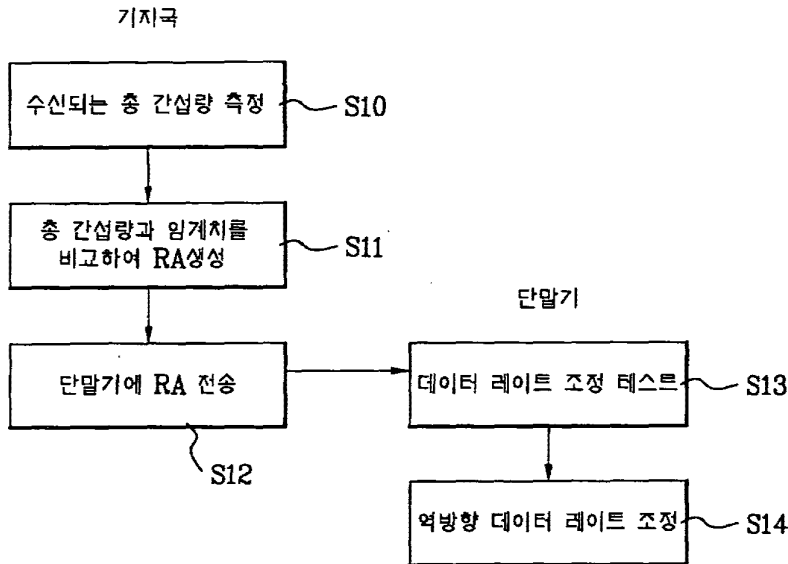 기지국
수신되는 총 간섭량 측정
S10
총 간섭량과 임계치를
비교하여 RA생성
S11
단말기
단말기에 RA 전송
S12
데이터 레이트 조정 테스트
S13
역방향 데이터 레이트 조정
S14